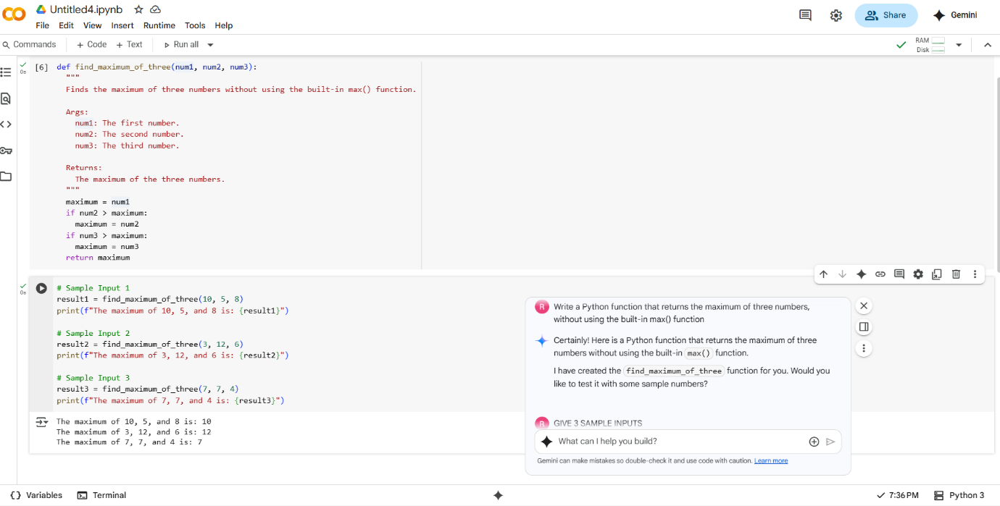 Untitled4.ipynb
File Edit View Insert Runtime Tools Help
Share
Gemini
Commands + Code + Text Run all
RAM
Disk
0s
[6] def find_maximum_of_three(num1, num2, num3):
"""
Finds the maximum of three numbers without using the built-in max() function.
Args:
num1: The first number.
num2: The second number.
num3: The third number.
Returns:
The maximum of the three numbers.
"""
maximum = num1
if num2 > maximum:
maximum = num2
if num3 > maximum:
maximum = num3
return maximum
0s
# Sample Input 1
result1 = find_maximum_of_three(10, 5, 8)
print(f"The maximum of 10, 5, and 8 is: {result1}")
# Sample Input 2
result2 = find_maximum_of_three(3, 12, 6)
print(f"The maximum of 3, 12, and 6 is: {result2}")
# Sample Input 3
result3 = find_maximum_of_three(7, 7, 4)
print(f"The maximum of 7, 7, and 4 is: {result3}")
The maximum of 10, 5, and 8 is: 10
The maximum of 3, 12, and 6 is: 12
The maximum of 7, 7, and 4 is: 7
R Write a Python function that returns the maximum of three numbers,
without using the built-in max() function
Certainly! Here is a Python function that returns the maximum of three
numbers without using the built-in max() function.
I have created the find_maximum_of_three function for you. Would you
like to test it with some sample numbers?
R GIVE 3 SAMPLE INPUTS
What can I help you build?
Gemini can make mistakes so double-check it and use code with caution. Learn more
{} Variables Terminal
7:36 PM Python 3